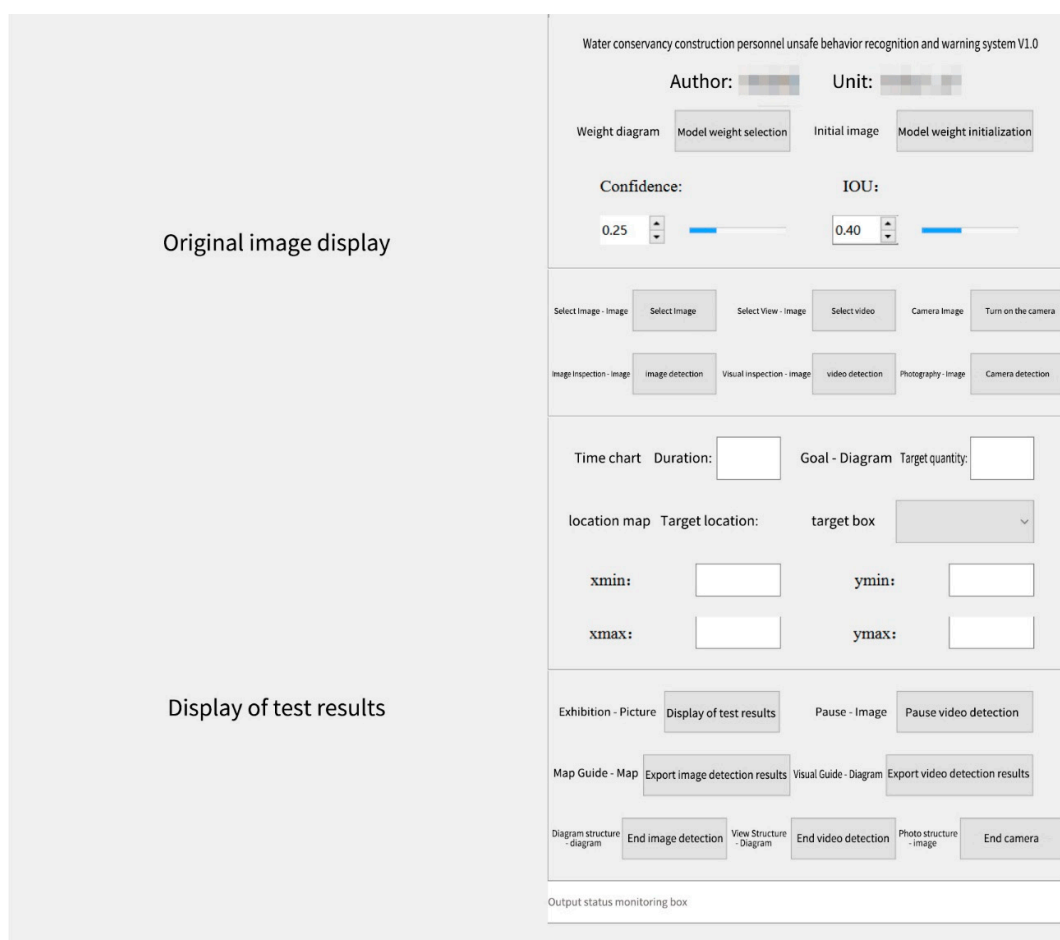 Water conservancy construction personnel unsafe behavior recognition and warning system V1.0
Author: Unit:
Weight diagram Model weight selection Initial image Model weight initialization
Confidence: IOU:
0.25 0.40
Original image display
Select Image - Image Select Image Select View - Image Select video Camera Image Turn on the camera
Image Inspection - Image image detection Visual inspection - image video detection Photography - Image Camera detection
Time chart Duration: Goal - Diagram Target quantity:
location map Target location: target box
xmin: ymin:
xmax: ymax:
Display of test results
Exhibition - Picture Display of test results Pause - Image Pause video detection
Map Guide - Map Export image detection results Visual Guide - Diagram Export video detection results
Diagram structure - diagram End image detection View Structure - Diagram End video detection Photo structure - image End camera
Output status monitoring box